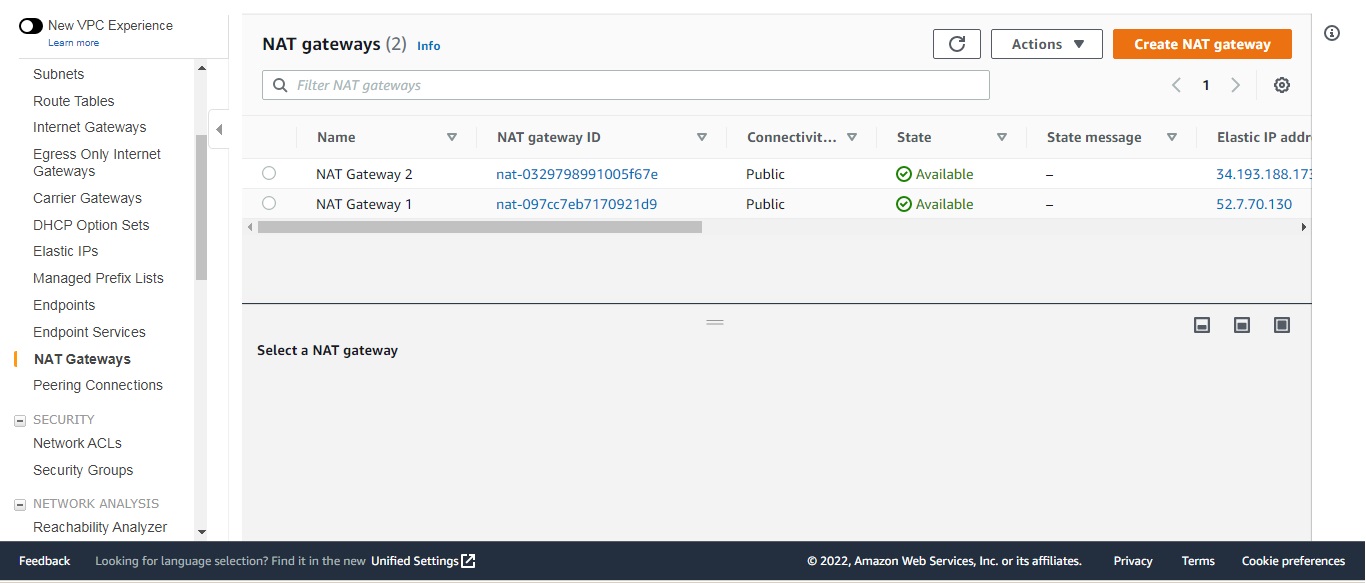 New VPC Experience
Learn more
Subnets
Route Tables
Internet Gateways
Egress Only Internet
Gateways
Carrier Gateways
DHCP Option Sets
Elastic IPs
Managed Prefix Lists
Endpoints
Endpoint Services
NAT Gateways
Peering Connections
SECURITY
Network ACLs
Security Groups
NETWORK ANALYSIS
Reachability Analyzer
NAT gateways (2) Info
Actions
Create NAT gateway
Filter NAT gateways
1
Name NAT gateway ID Connectivit... State State message Elastic IP addr
NAT Gateway 2 nat-0329798991005f67e Public Available – 34.193.188.173
NAT Gateway 1 nat-097cc7eb7170921d9 Public Available – 52.7.70.130
Select a NAT gateway
Feedback Looking for language selection? Find it in the new Unified Settings © 2022, Amazon Web Services, Inc. or its affiliates. Privacy Terms Cookie preferences